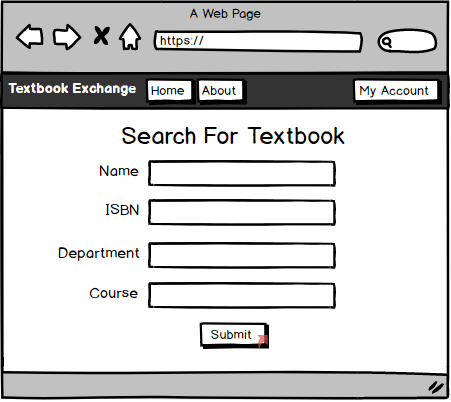 A Web Page
https://
Textbook Exchange Home About My Account
Search For Textbook
Name
ISBN
Department
Course
Submit